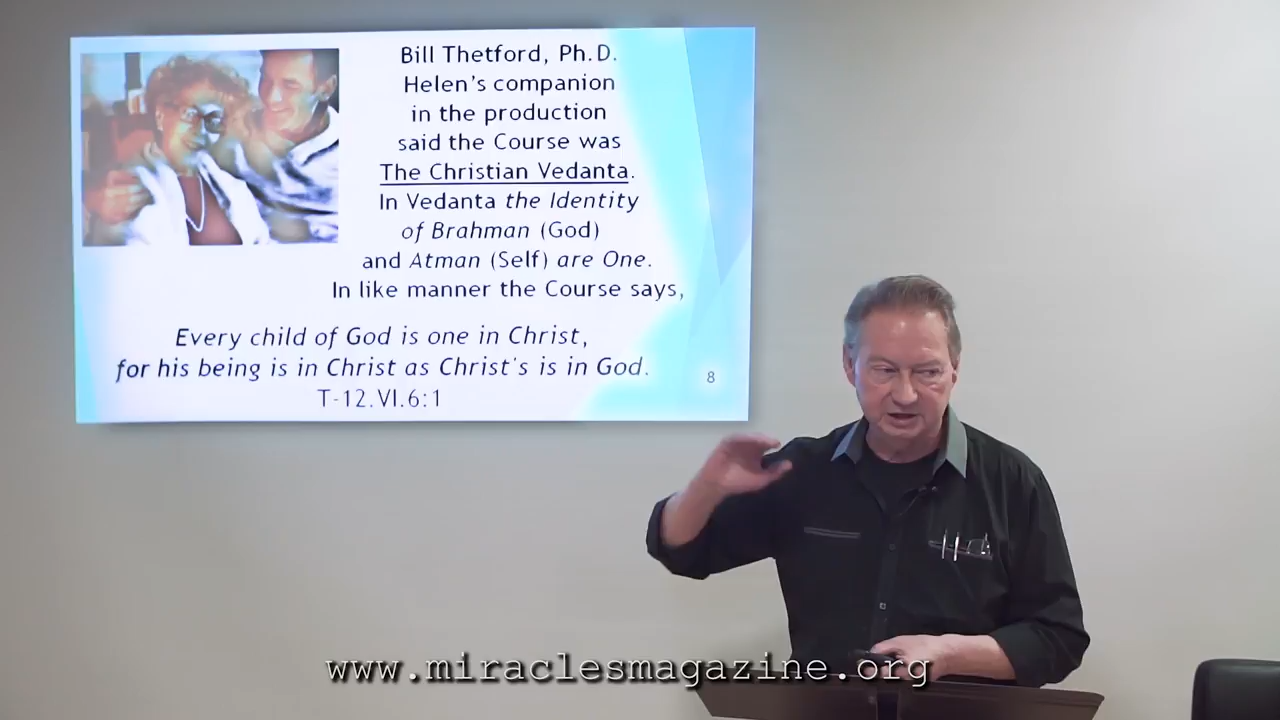 Bill Thetford, Ph.D.
Helen's companion
in the production
said the Course was
The Christian Vedanta.
In Vedanta the Identity
of Brahman (God)
and Atman (Self) are One.
In like manner the Course says,
Every child of God is one in Christ,
for his being is in Christ as Christ's is in God.
T-12.VI.6:1
8
www.miraclesmagazine.org